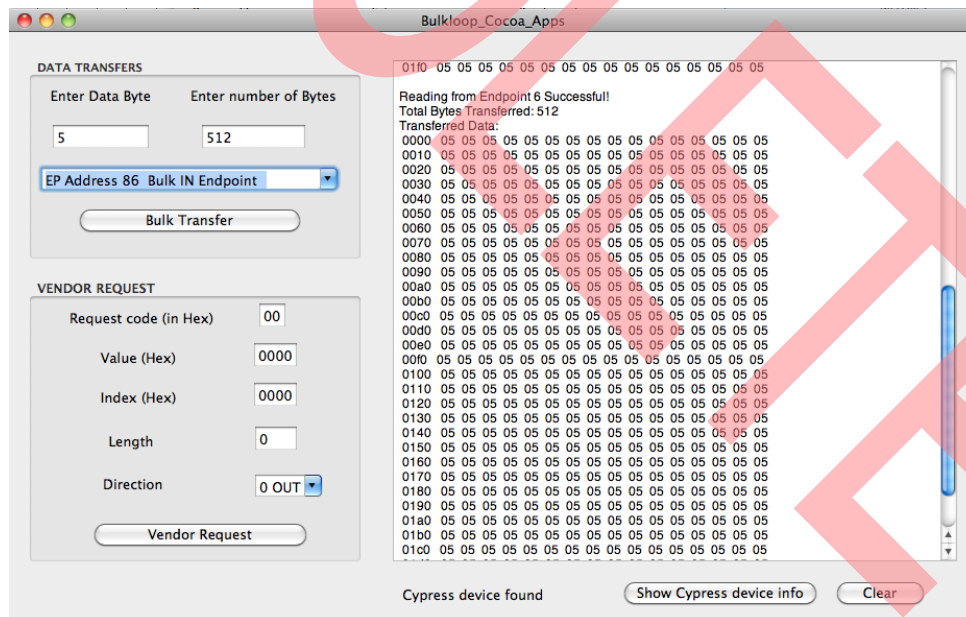 Bulkloop_Cocoa_Apps
DATA TRANSFERS
Enter Data Byte
Enter number of Bytes
5
512
EP Address 86 Bulk IN Endpoint
Bulk Transfer
VENDOR REQUEST
Request code (in Hex)
00
Value (Hex)
0000
Index (Hex)
0000
Length
0
Direction
0 OUT
Vendor Request
01f0 05 05 05 05 05 05 05 05 05 05 05 05 05 05 05 05
Reading from Endpoint 6 Successful!
Total Bytes Transferred: 512
Transferred Data:
0000 05 05 05 05 05 05 05 05 05 05 05 05 05 05 05 05
0010 05 05 05 05 05 05 05 05 05 05 05 05 05 05 05 05
0020 05 05 05 05 05 05 05 05 05 05 05 05 05 05 05 05
0030 05 05 05 05 05 05 05 05 05 05 05 05 05 05 05 05
0040 05 05 05 05 05 05 05 05 05 05 05 05 05 05 05 05
0050 05 05 05 05 05 05 05 05 05 05 05 05 05 05 05 05
0060 05 05 05 05 05 05 05 05 05 05 05 05 05 05 05 05
0070 05 05 05 05 05 05 05 05 05 05 05 05 05 05 05 05
0080 05 05 05 05 05 05 05 05 05 05 05 05 05 05 05 05
0090 05 05 05 05 05 05 05 05 05 05 05 05 05 05 05 05
00a0 05 05 05 05 05 05 05 05 05 05 05 05 05 05 05 05
00b0 05 05 05 05 05 05 05 05 05 05 05 05 05 05 05 05
00c0 05 05 05 05 05 05 05 05 05 05 05 05 05 05 05 05
00d0 05 05 05 05 05 05 05 05 05 05 05 05 05 05 05 05
00e0 05 05 05 05 05 05 05 05 05 05 05 05 05 05 05 05
00f0 05 05 05 05 05 05 05 05 05 05 05 05 05 05 05 05
0100 05 05 05 05 05 05 05 05 05 05 05 05 05 05 05 05
0110 05 05 05 05 05 05 05 05 05 05 05 05 05 05 05 05
0120 05 05 05 05 05 05 05 05 05 05 05 05 05 05 05 05
0130 05 05 05 05 05 05 05 05 05 05 05 05 05 05 05 05
0140 05 05 05 05 05 05 05 05 05 05 05 05 05 05 05 05
0150 05 05 05 05 05 05 05 05 05 05 05 05 05 05 05 05
0160 05 05 05 05 05 05 05 05 05 05 05 05 05 05 05 05
0170 05 05 05 05 05 05 05 05 05 05 05 05 05 05 05 05
0180 05 05 05 05 05 05 05 05 05 05 05 05 05 05 05 05
0190 05 05 05 05 05 05 05 05 05 05 05 05 05 05 05 05
01a0 05 05 05 05 05 05 05 05 05 05 05 05 05 05 05 05
01b0 05 05 05 05 05 05 05 05 05 05 05 05 05 05 05 05
01c0 05 05 05 05 05 05 05 05 05 05 05 05 05 05 05 05
Cypress device found
Show Cypress device info
Clear